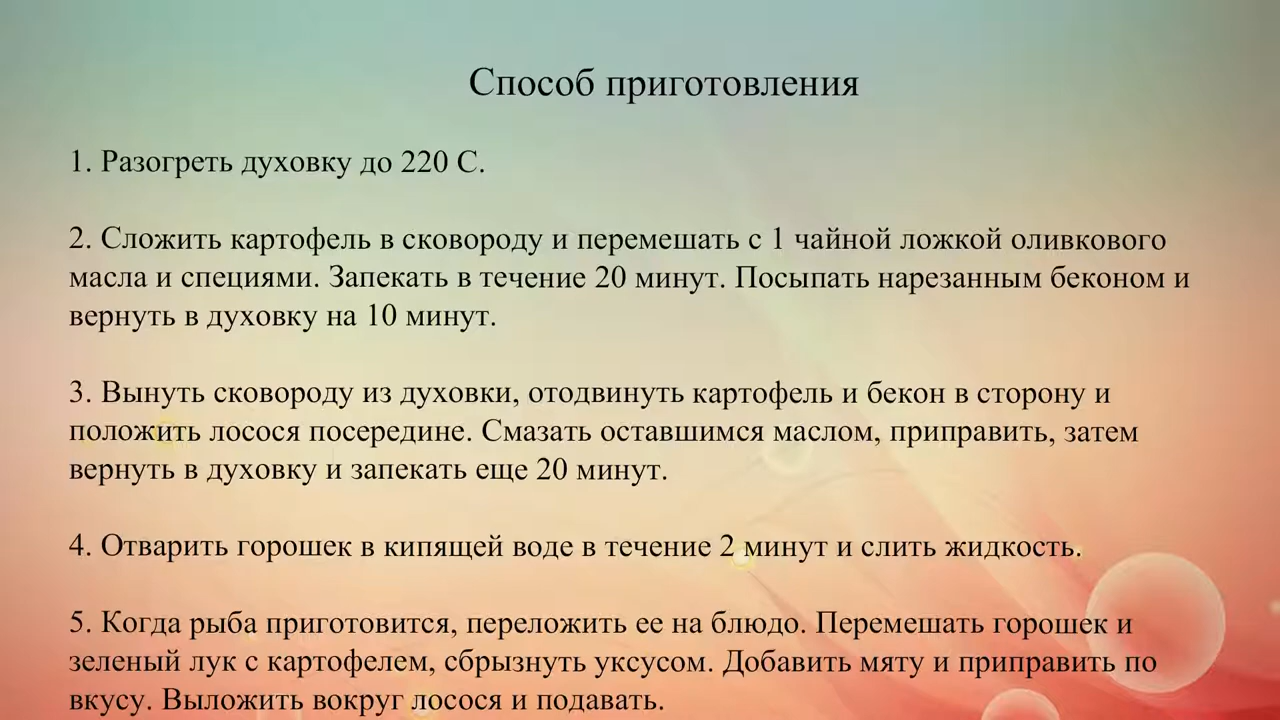 Способ приготовления
1. Разогреть духовку до 220 С.
2. Сложить картофель в сковороду и перемешать с 1 чайной ложкой оливкового
масла и специями. Запекать в течение 20 минут. Посыпать нарезанным беконом и
вернуть в духовку на 10 минут.
3. Вынуть сковороду из духовки, отодвинуть картофель и бекон в сторону и
положить лосося посередине. Смазать оставшимся маслом, приправить, затем
вернуть в духовку и запекать еще 20 минут.
4. Отварить горошек в кипящей воде в течение 2 минут и слить жидкость.
5. Когда рыба приготовится, переложить ее на блюдо. Перемешать горошек и
зеленый лук с картофелем, сбрызнуть уксусом. Добавить мяту и приправить по
вкусу. Выложить вокруг лосося и подавать.